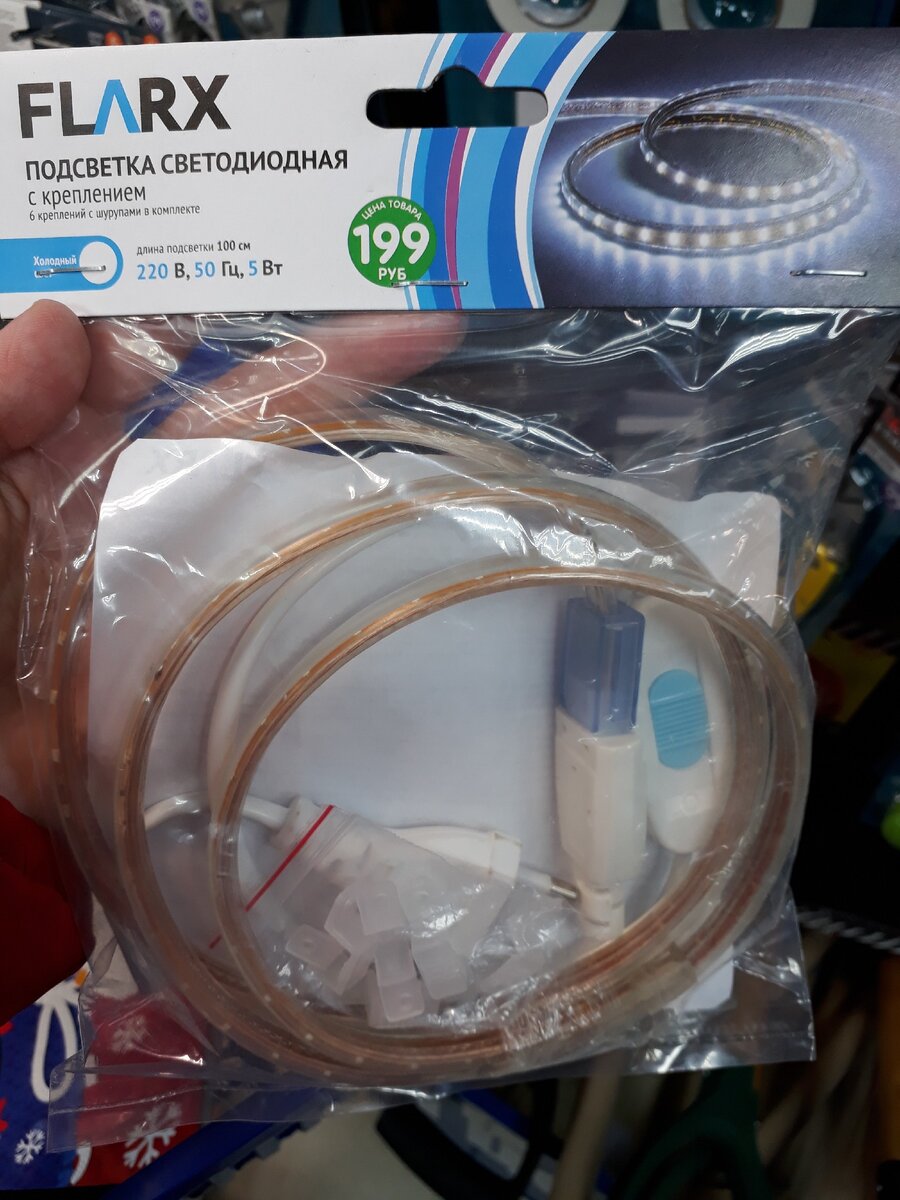 FLARX
ПОДСВЕТКА СВЕТОДИОДНАЯ
с креплением
6 креплений с шурупами в комплекте
Холодный
длина подсветки 100 см
220 В, 50 Гц, 5 Вт
ЦЕНА ТОВАРА
199
РУБ